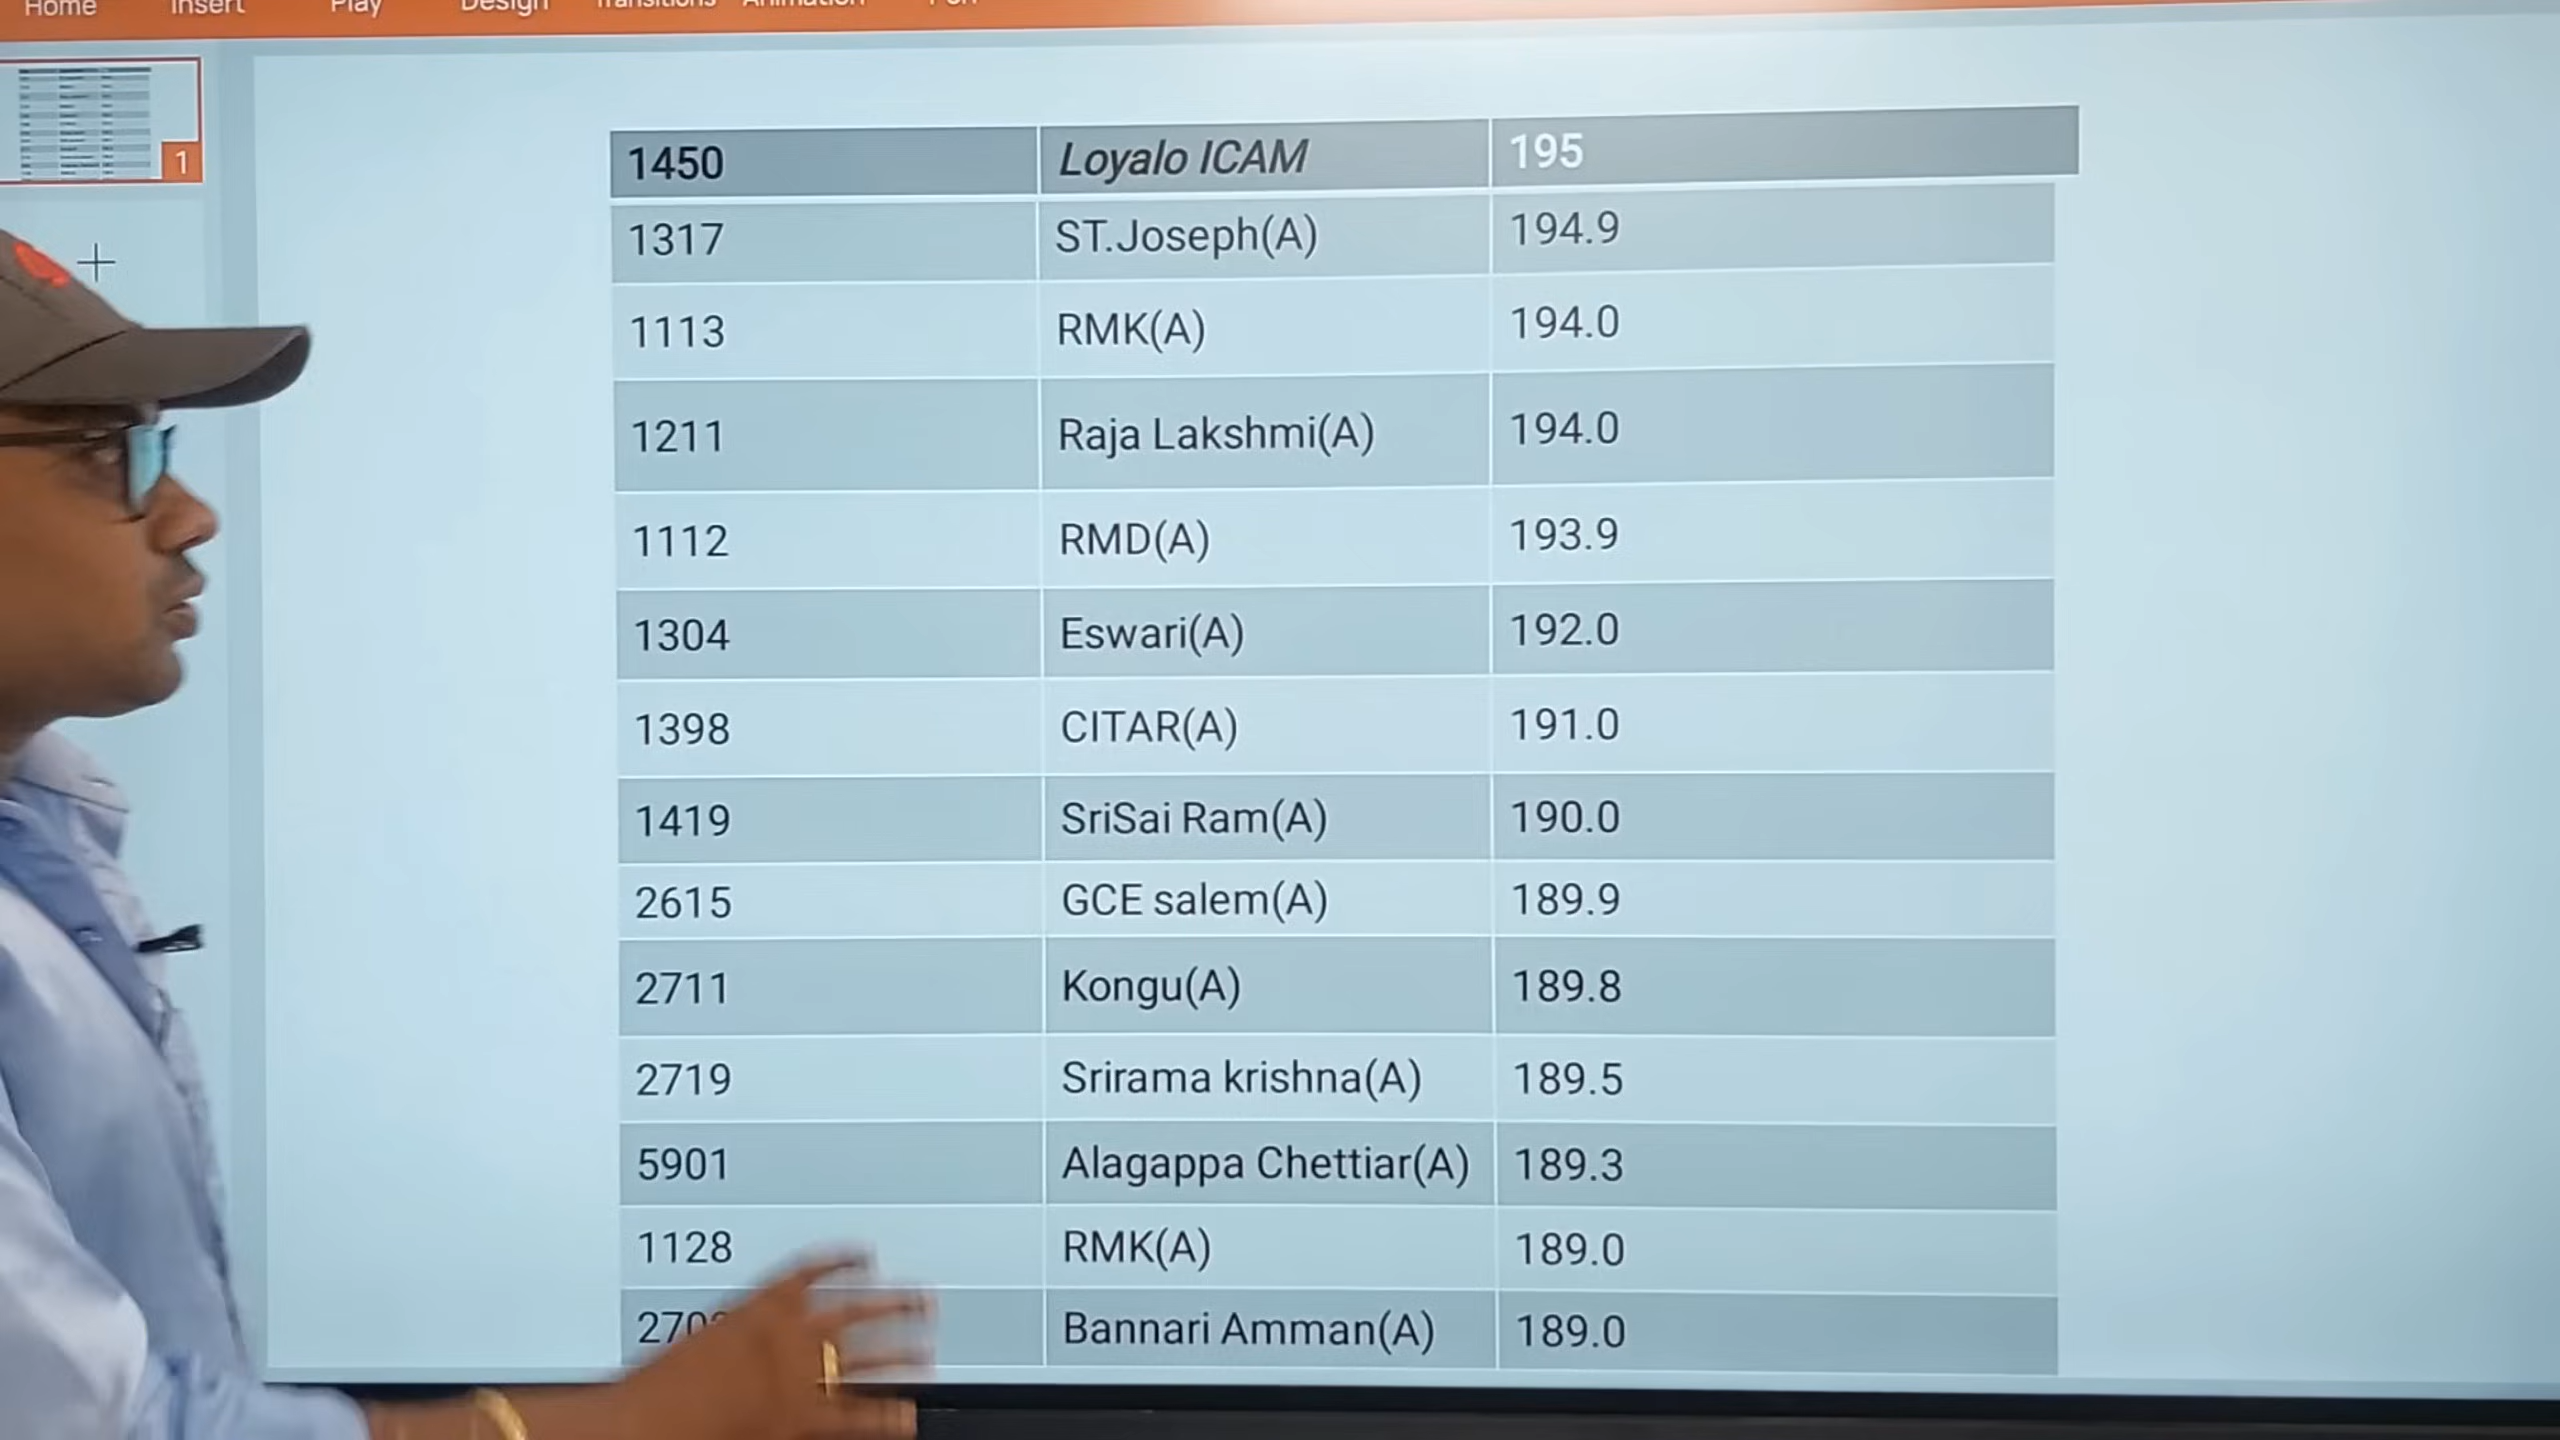 Home Insert Play Design Transitions Animation
1
1450 Loyalo ICAM 195
1317 ST.Joseph(A) 194.9
1113 RMK(A) 194.0
1211 Raja Lakshmi(A) 194.0
1112 RMD(A) 193.9
1304 Eswari(A) 192.0
1398 CITAR(A) 191.0
1419 SriSai Ram(A) 190.0
2615 GCE salem(A) 189.9
2711 Kongu(A) 189.8
2719 Srirama krishna(A) 189.5
5901 Alagappa Chettiar(A) 189.3
1128 RMK(A) 189.0
Bannari Amman(A) 189.0